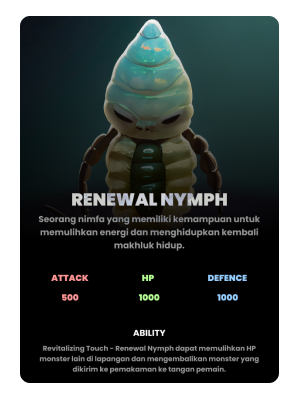 RENEWAL NYMPH
Seorang nimfa yang memiliki kemampuan untuk
memulihkan energi dan menghidupkan kembali
makhluk hidup.
ATTACK HP DEFENCE
500 1000 1000
ABILITY
Revitalizing Touch - Renewal Nymph dapat memulihkan HP
monster lain di lapangan dan mengembalikan monster yang
dikirim ke pemakaman ke tangan pemain.